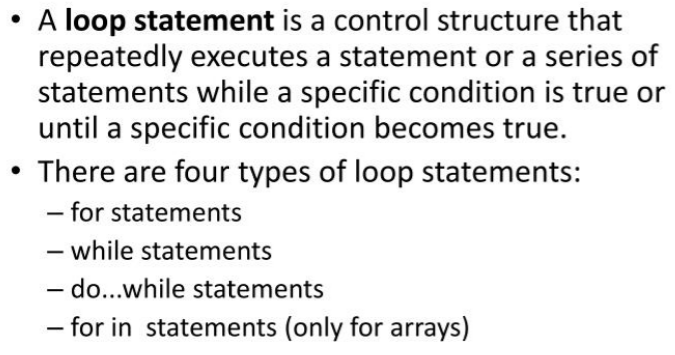 • A loop statement is a control structure that
repeatedly executes a statement or a series of
statements while a specific condition is true or
until a specific condition becomes true.
• There are four types of loop statements:
– for statements
– while statements
– do...while statements
– for in  statements (only for arrays)